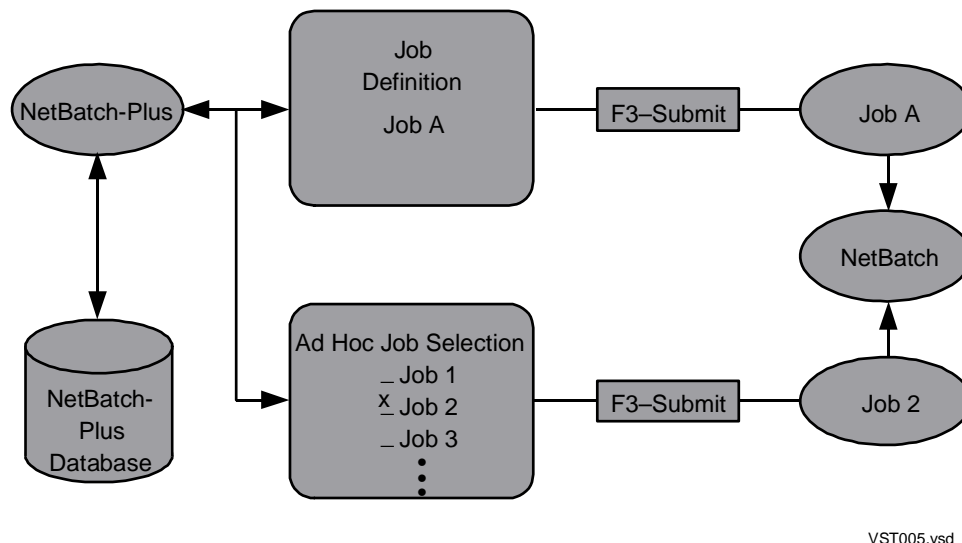 NetBatch-Plus
Job
Definition
Job A
F3–Submit
Job A
NetBatch
NetBatch-
Plus
Database
Ad Hoc Job Selection
_ Job 1
x Job 2
_ Job 3
F3–Submit
Job 2
VST005.vsd